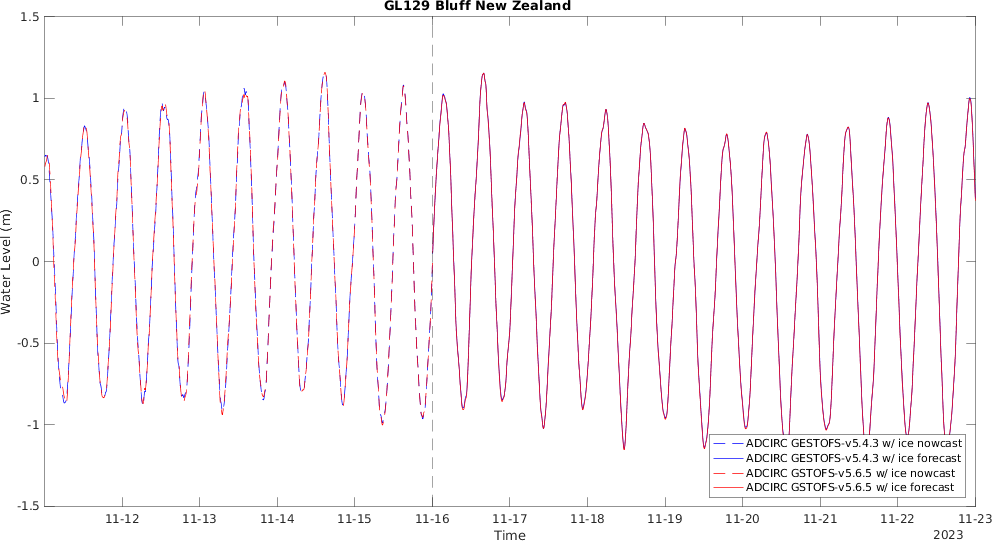 GL129 Bluff New Zealand
1.5
1
0.5
0
-0.5
-1
-1.5
Water Level (m)
ADCIRC GESTOFS-v5.4.3 w/ ice nowcast
ADCIRC GESTOFS-v5.4.3 w/ ice forecast
ADCIRC GSTOFS-v5.6.5 w/ ice nowcast
ADCIRC GSTOFS-v5.6.5 w/ ice forecast
11-12 11-13 11-14 11-15 11-16 11-17 11-18 11-19 11-20 11-21 11-22 11-23
Time
2023